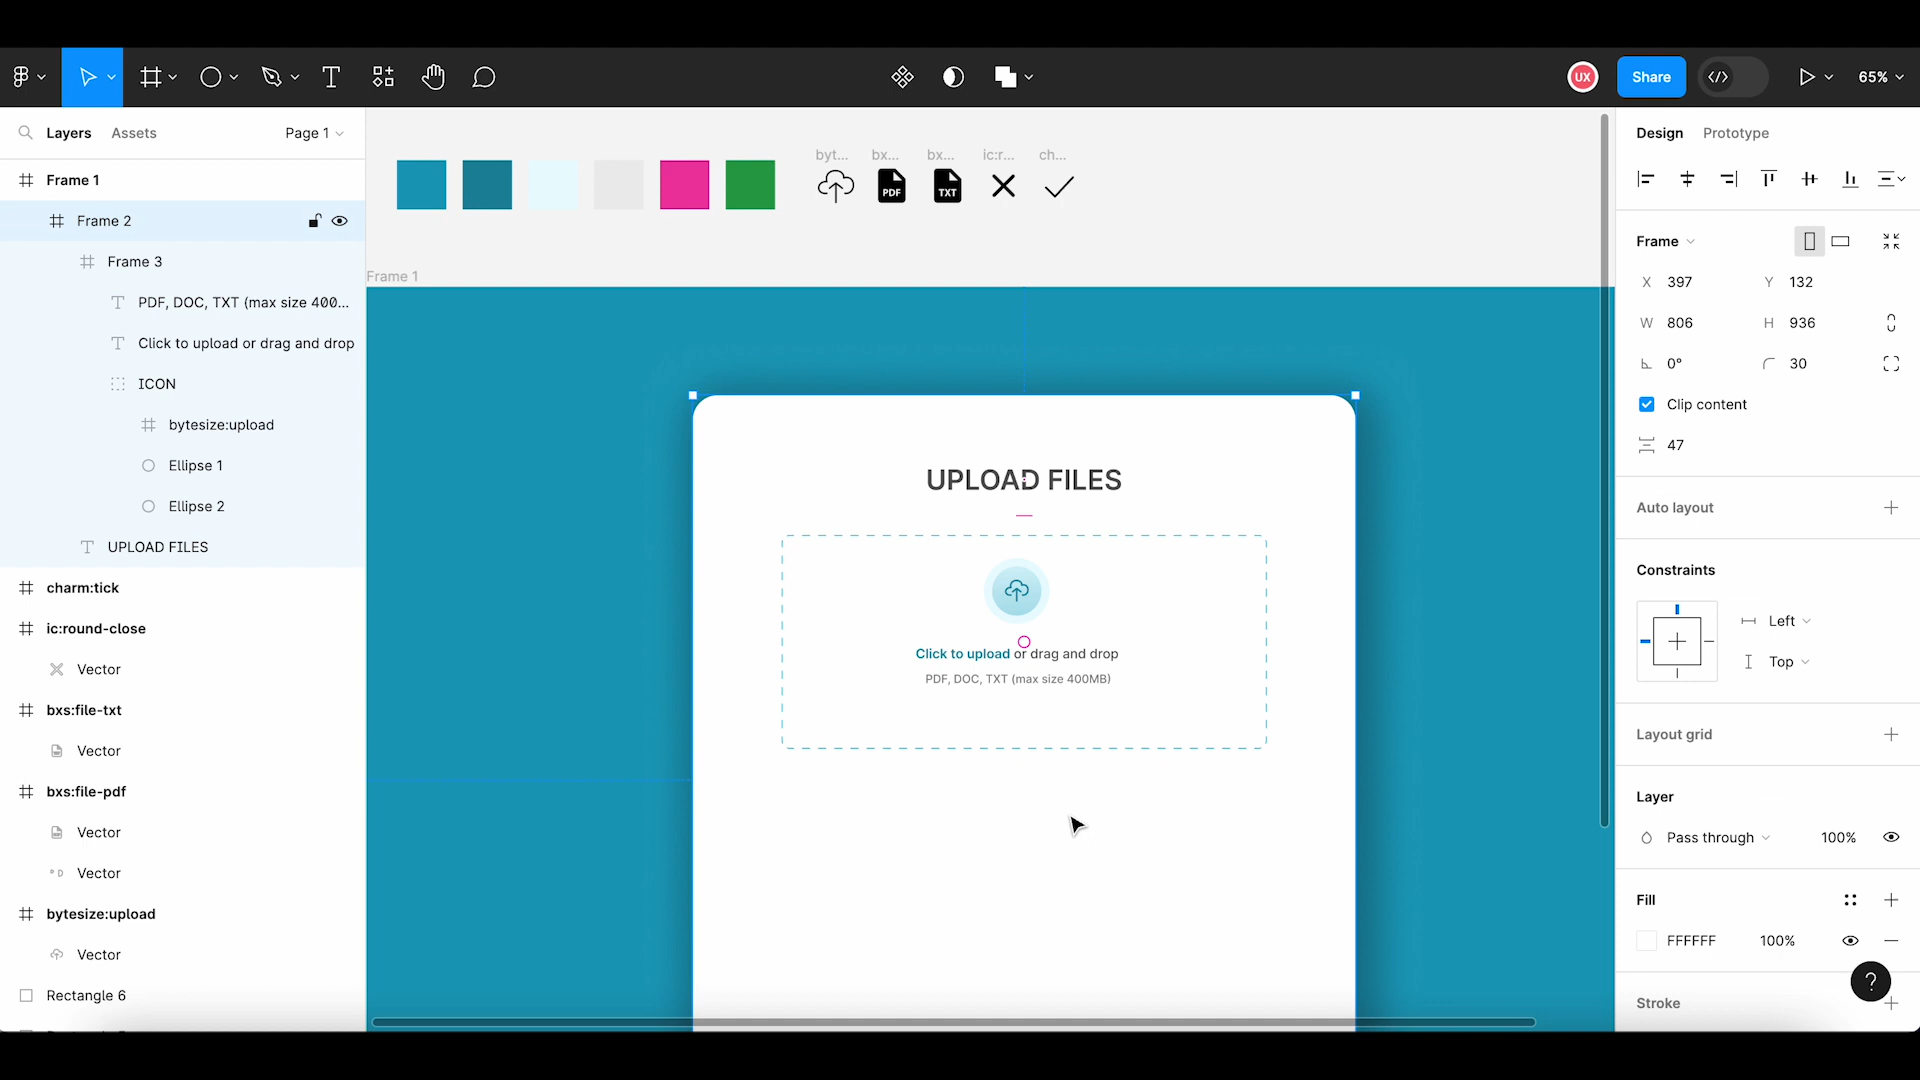 UX
Share
65%
Layers
Assets
Page 1
Frame 1
Frame 2
Frame 3
PDF, DOC, TXT (max size 400...
Click to upload or drag and drop
ICON
bytesize:upload
Ellipse 1
Ellipse 2
UPLOAD FILES
charm:tick
ic:round-close
Vector
bxs:file-txt
Vector
bxs:file-pdf
Vector
Vector
bytesize:upload
Vector
Rectangle 6
byt...
bx...
bx...
ic:r...
ch...
PDF
TXT
Frame 1
UPLOAD FILES
Click to upload or drag and drop
PDF, DOC, TXT (max size 400MB)
Design
Prototype
Frame
X 397
Y 132
W 806
H 936
0°
30
Clip content
47
Auto layout
Constraints
Left
Top
Layout grid
Layer
Pass through
100%
Fill
FFFFFF
100%
?
Stroke